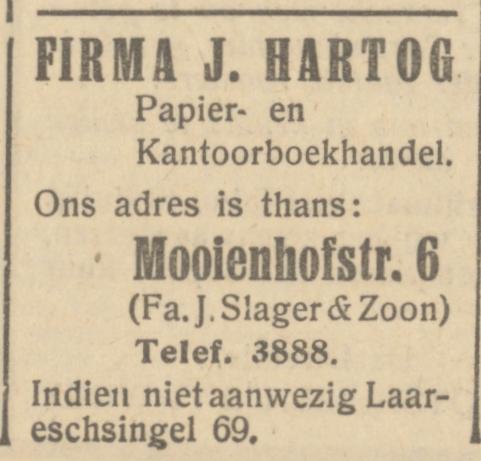 FIRMA J. HARTOG
Papier- en
Kantoorboekhandel.
Ons adres is thans:
Mooienhofstr. 6
(Fa. J. Slager & Zoon)
Telef. 3888.
Indien niet aanwezig Laar-
eschsingel 69.